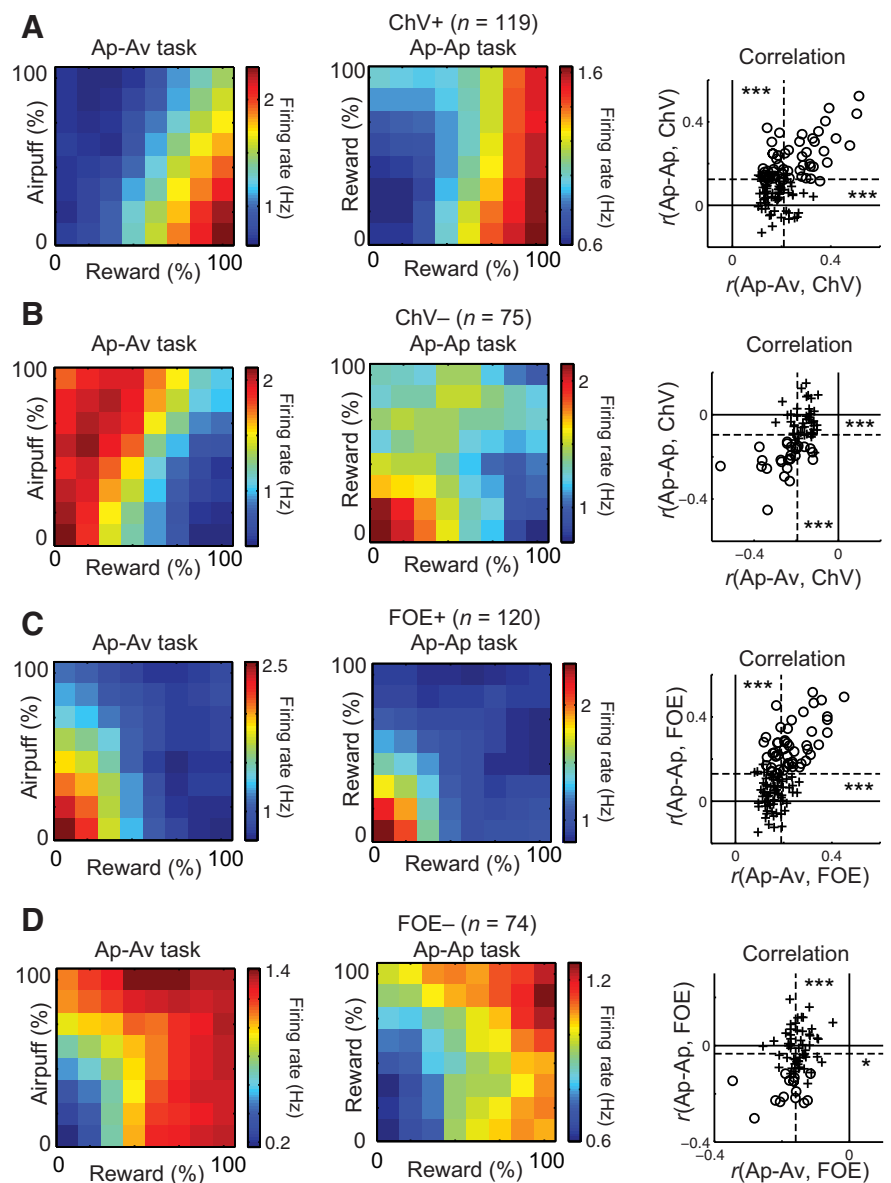 A
ChV+ (n = 119)
Ap-Av task
Ap-Ap task
Correlation
100
Airpuff (%)
0
0
100
Reward (%)
2
1
Firing rate (Hz)
100
Reward (%)
0
0
100
Reward (%)
1.6
0.6
Firing rate (Hz)
r(Ap-Ap, ChV)
0.4
0
***
***
0
0.4
r(Ap-Av, ChV)
B
ChV– (n = 75)
Ap-Av task
Ap-Ap task
Correlation
100
Airpuff (%)
0
0
100
Reward (%)
2
1
Firing rate (Hz)
100
Reward (%)
0
0
100
Reward (%)
2
1
Firing rate (Hz)
r(Ap-Ap, ChV)
0
–0.4
***
***
–0.4
0
r(Ap-Av, ChV)
C
FOE+ (n = 120)
Ap-Av task
Ap-Ap task
Correlation
100
Airpuff (%)
0
0
100
Reward (%)
2.5
1
Firing rate (Hz)
100
Reward (%)
0
0
100
Reward (%)
2
1
Firing rate (Hz)
r(Ap-Ap, FOE)
0.4
0
***
***
0
0.4
r(Ap-Av, FOE)
D
FOE– (n = 74)
Ap-Av task
Ap-Ap task
Correlation
100
Airpuff (%)
0
0
100
Reward (%)
1.4
0.2
Firing rate (Hz)
100
Reward (%)
0
0
100
Reward (%)
1.2
0.6
Firing rate (Hz)
r(Ap-Ap, FOE)
0
–0.4
***
*
–0.4
0
r(Ap-Av, FOE)